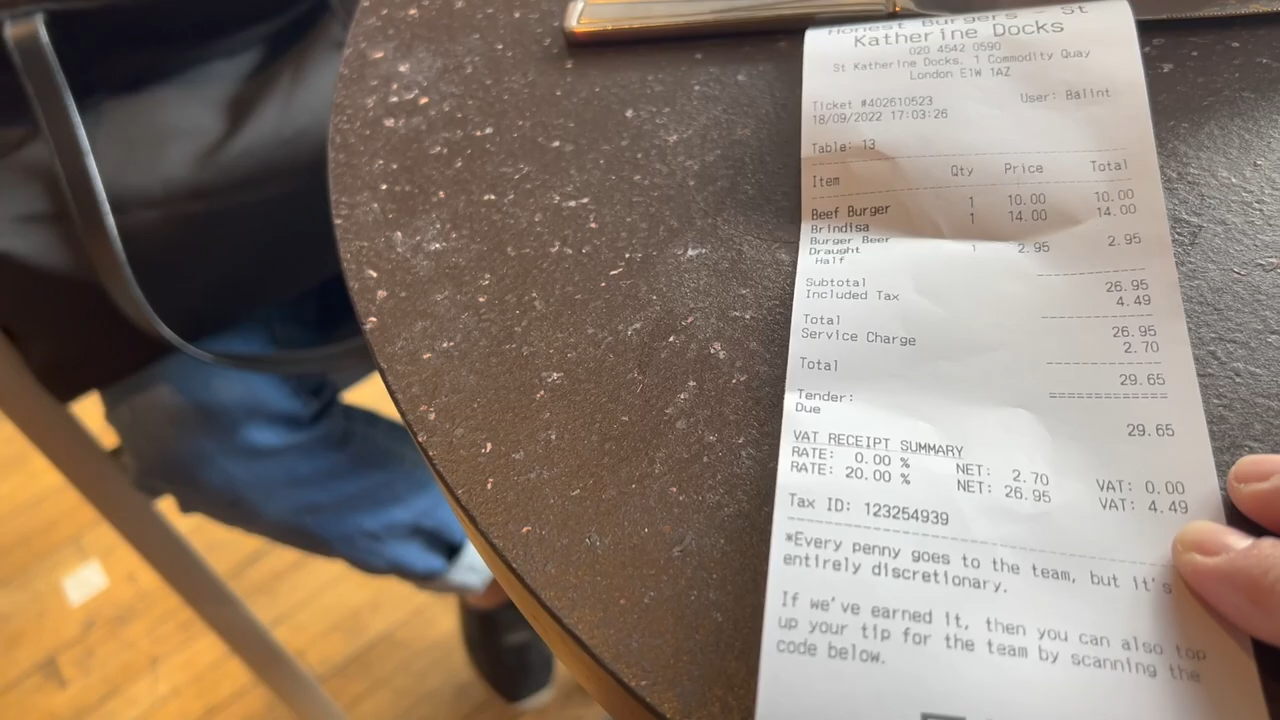 Honest Burgers - St
Katherine Docks
020 4542 0590
St Katherine Docks, 1 Commodity Quay
London E1W 1AZ
Ticket #402610523 User: Balint
18/09/2022 17:03:26
Table: 13
Item Qty Price Total
Beef Burger 1 10.00 10.00
Brindisa 1 14.00 14.00
Burger Beer 1 2.95 2.95
Draught
Half
Subtotal 26.95
Included Tax 4.49
Total 26.95
Service Charge 2.70
Total 29.65
Tender:
Due 29.65
VAT RECEIPT SUMMARY
RATE: 0.00 % NET: 2.70 VAT: 0.00
RATE: 20.00 % NET: 26.95 VAT: 4.49
Tax ID: 123254939
*Every penny goes to the team, but it's
entirely discretionary.
If we've earned it, then you can also top
up your tip for the team by scanning the
code below.